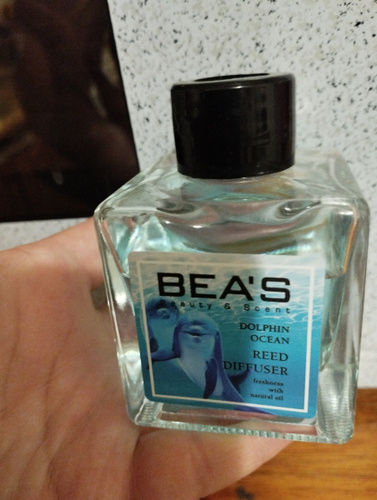 BEA'S
Beauty & Scent
DOLPHIN
OCEAN
REED
DIFFUSER
freshness
with
natural oil